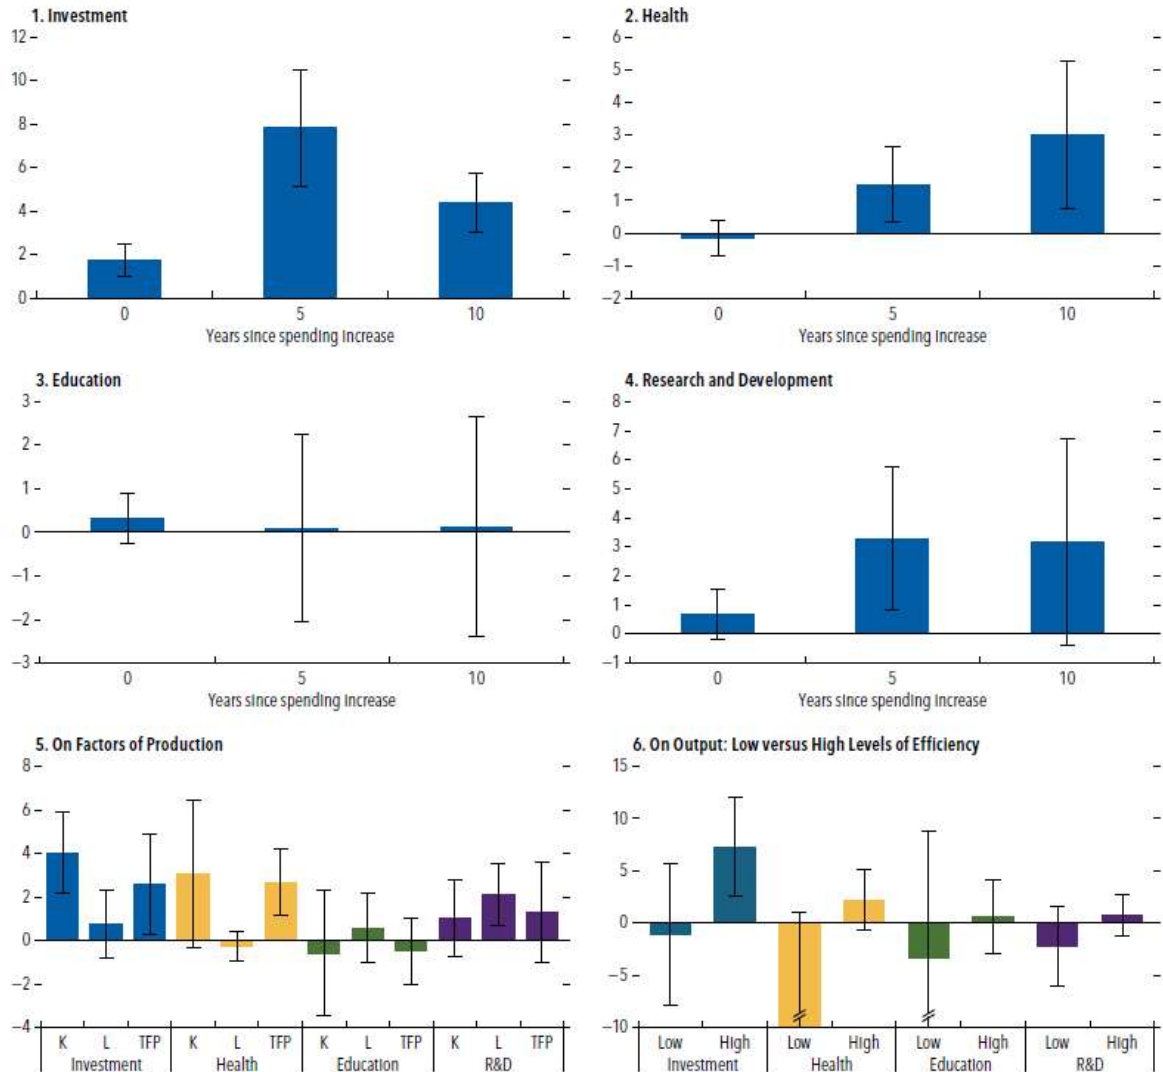 1. Investment
12
10
8
6
4
2
0
0 5 10
Years since spending increase
2. Health
6
5
4
3
2
1
0
−1
−2
0 5 10
Years since spending increase
3. Education
3
2
1
0
−1
−2
−3
0 5 10
Years since spending increase
4. Research and Development
8
7
6
5
4
3
2
1
0
−1
0 5 10
Years since spending increase
5. On Factors of Production
8
6
4
2
0
−2
−4
K L TFP K L TFP K L TFP K L TFP
Investment Health Education R&D
6. On Output: Low versus High Levels of Efficiency
15
10
5
0
−5
−10
Low High Low High Low High Low High
Investment Health Education R&D